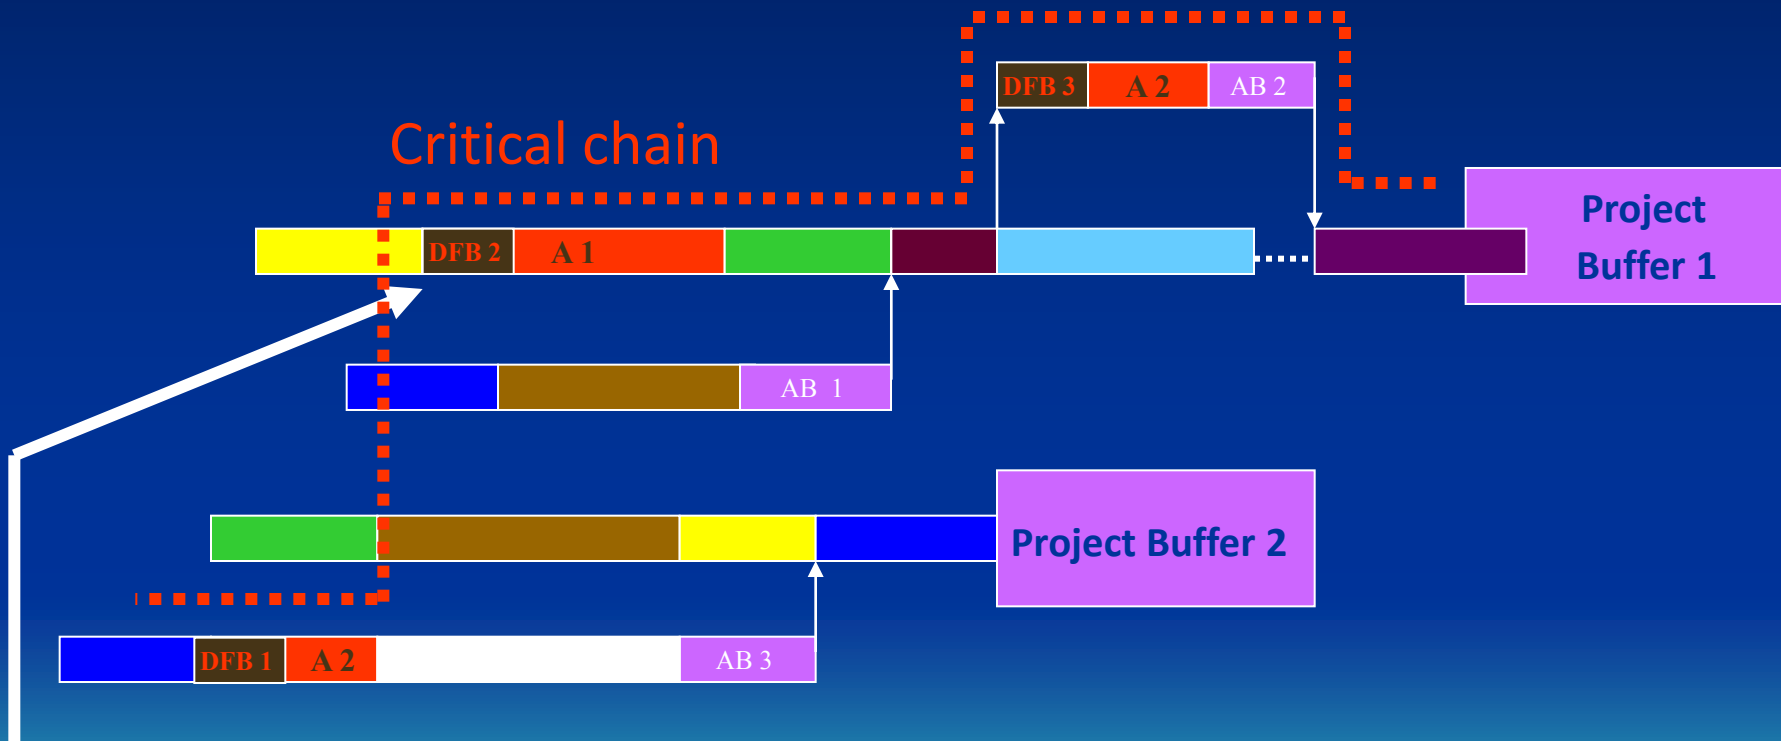 DFB 3 A 2 AB 2
Critical chain
Project
Buffer 1
DFB 2 A 1
AB 1
Project Buffer 2
DFB 1 A 2 AB 3